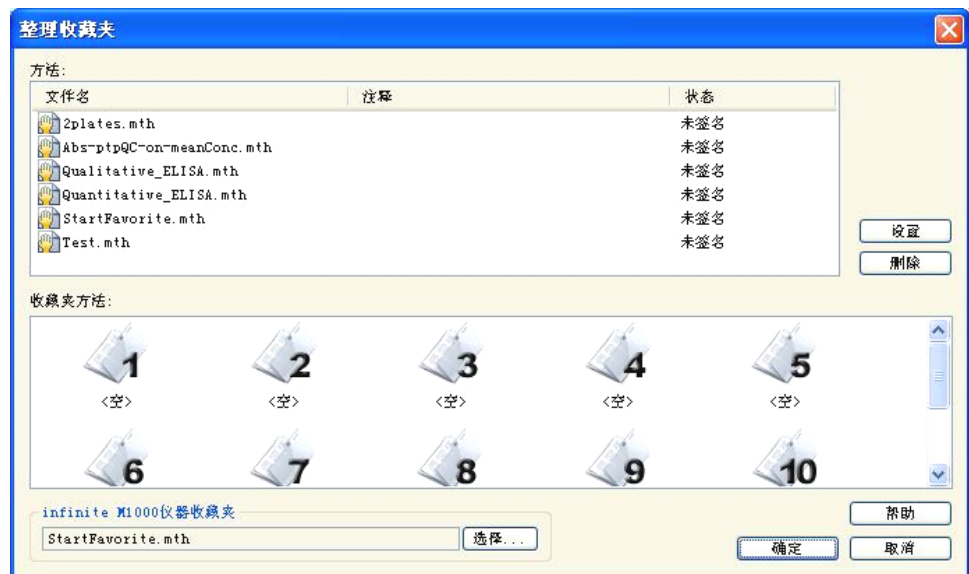 整理收藏夹
方法:
文件名 注释 状态
2plates.mth 未签名
Abs-ptpQC-on-meanConc.mth 未签名
Qualitative_ELISA.mth 未签名
Quantitative_ELISA.mth 未签名
StartFavorite.mth 未签名
Test.mth 未签名
设置
删除
收藏夹方法:
1 2 3 4 5
<空> <空> <空> <空> <空>
6 7 8 9 10
infinite M1000仪器收藏夹
StartFavorite.mth 选择...
帮助
确定 取消